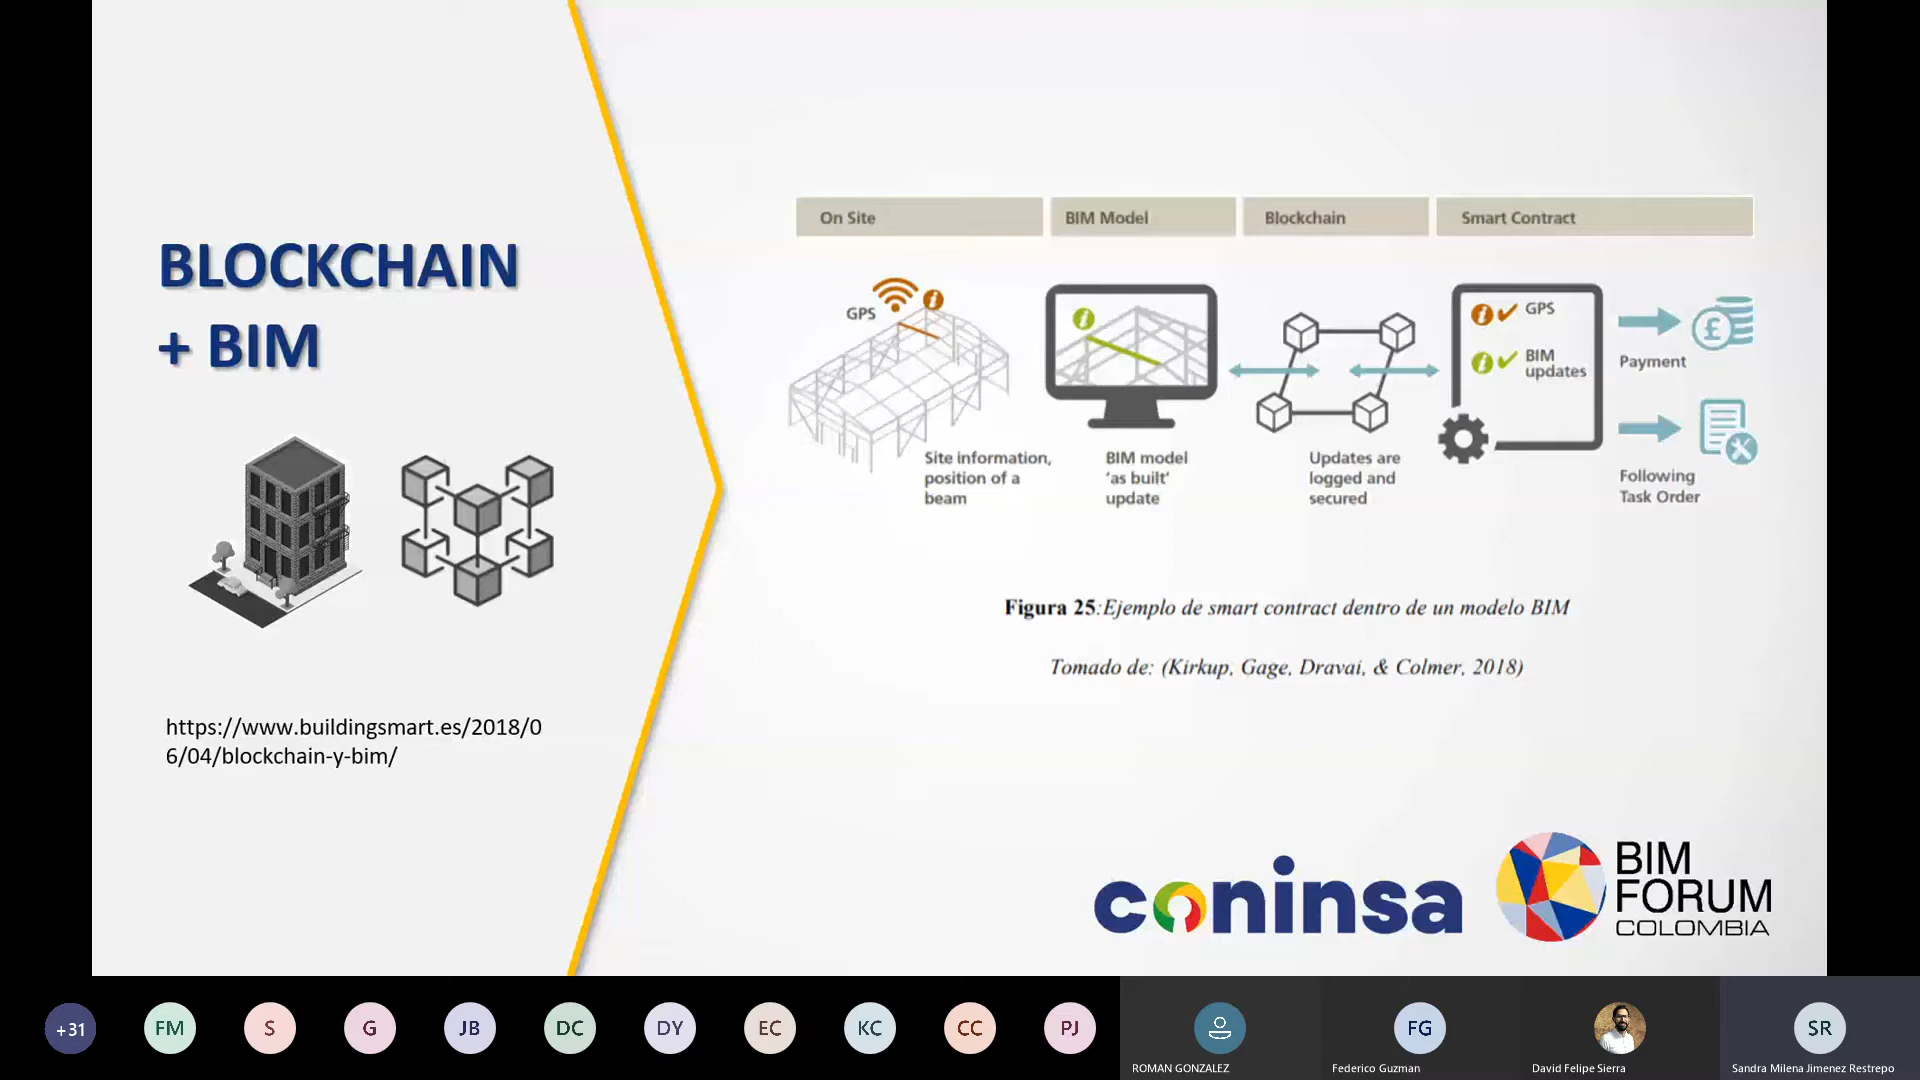 BLOCKCHAIN
+ BIM
https://www.buildingsmart.es/2018/0
6/04/blockchain-y-bim/
On Site
BIM Model
Blockchain
Smart Contract
GPS
i
Site information,
position of a
beam
i
BIM model
'as built'
update
Updates are
logged and
secured
i GPS
i BIM
updates
£
Payment
Following
Task Order
Figura 25:Ejemplo de smart contract dentro de un modelo BIM
Tomado de: (Kirkup, Gage, Dravai, & Colmer, 2018)
coninsa
BIM
FORUM
COLOMBIA
+31
FM
S
G
JB
DC
DY
EC
KC
CC
PJ
ROMAN GONZALEZ
FG
Federico Guzman
David Felipe Sierra
SR
Sandra Milena Jimenez Restrepo